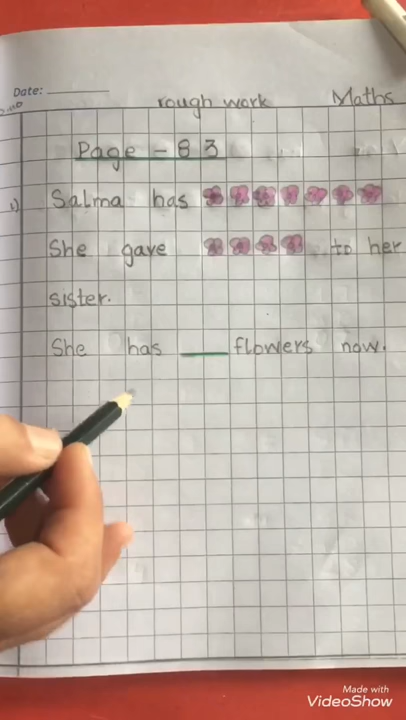 Date:
rough work Maths
Page - 83
1) Salma has
She gave to her
sister.
She has ___ flowers now.
Made with
VideoShow